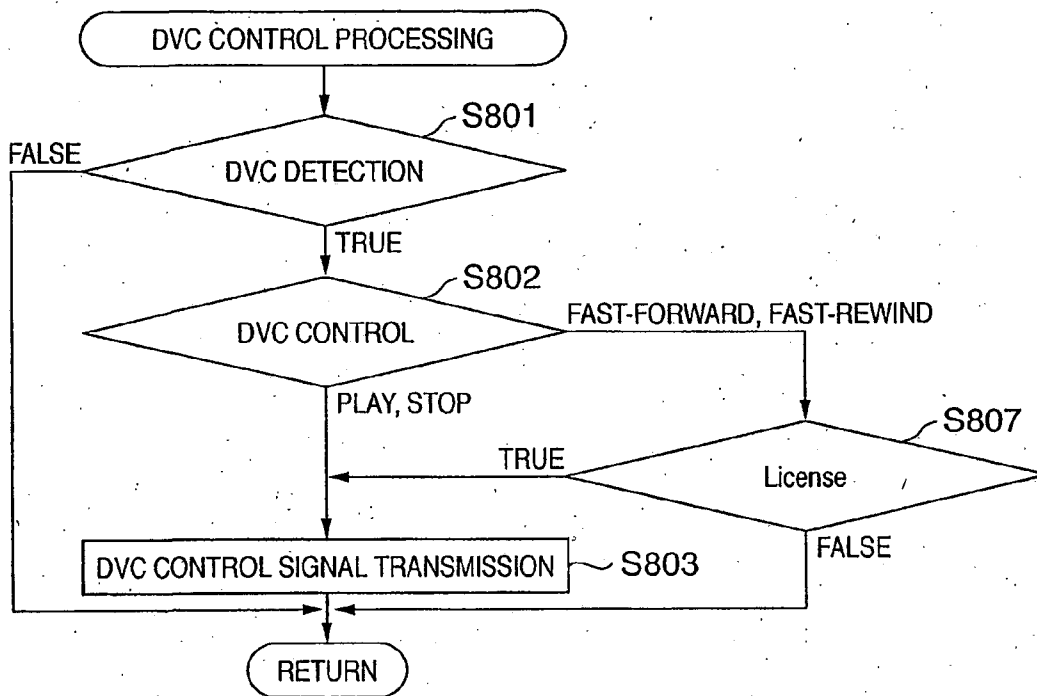 DVC CONTROL PROCESSING
S801
FALSE
DVC DETECTION
TRUE
S802
DVC CONTROL
FAST-FORWARD, FAST-REWIND
PLAY, STOP
S807
TRUE
License
FALSE
DVC CONTROL SIGNAL TRANSMISSION
S803
RETURN